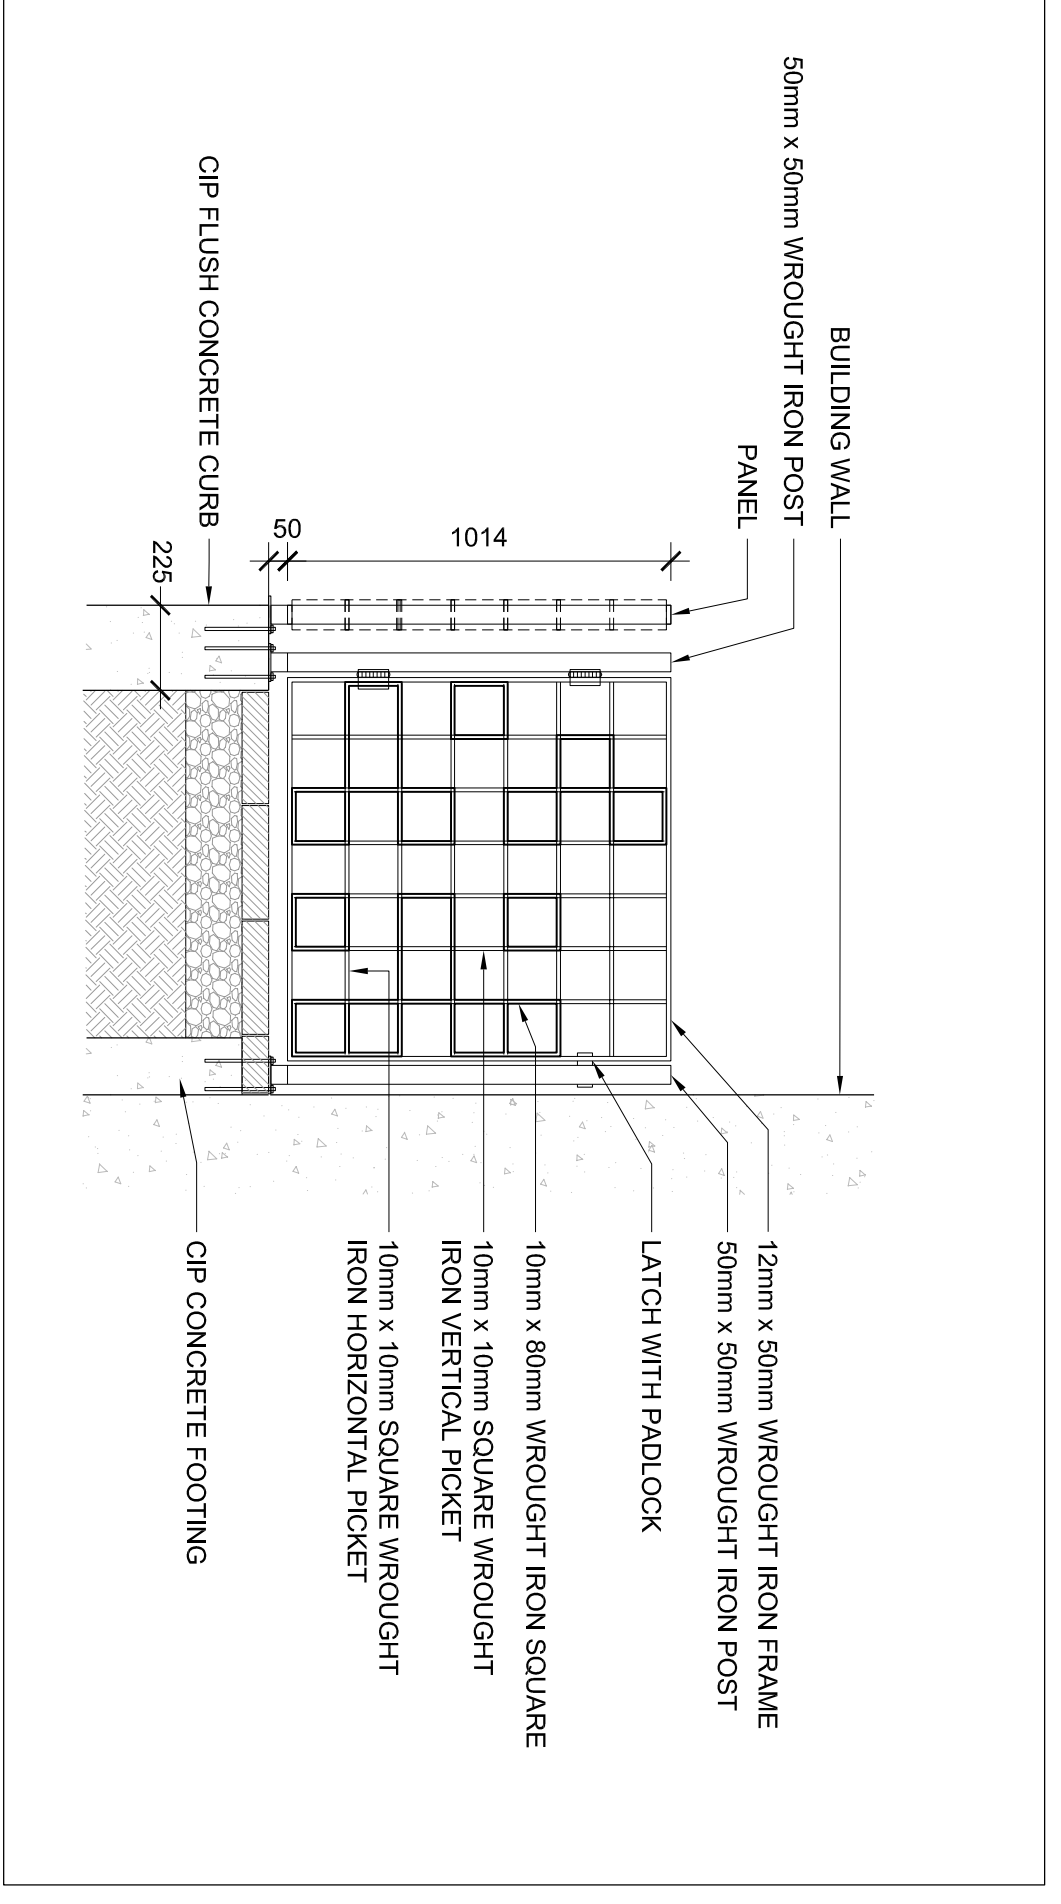 BUILDING WALL
50mm x 50mm WROUGHT IRON POST
PANEL
1014
50
CIP FLUSH CONCRETE CURB
225
12mm x 50mm WROUGHT IRON FRAME
50mm x 50mm WROUGHT IRON POST
LATCH WITH PADLOCK
10mm x 80mm WROUGHT IRON SQUARE
10mm x 10mm SQUARE WROUGHT
IRON VERTICAL PICKET
10mm x 10mm SQUARE WROUGHT
IRON HORIZONTAL PICKET
CIP CONCRETE FOOTING